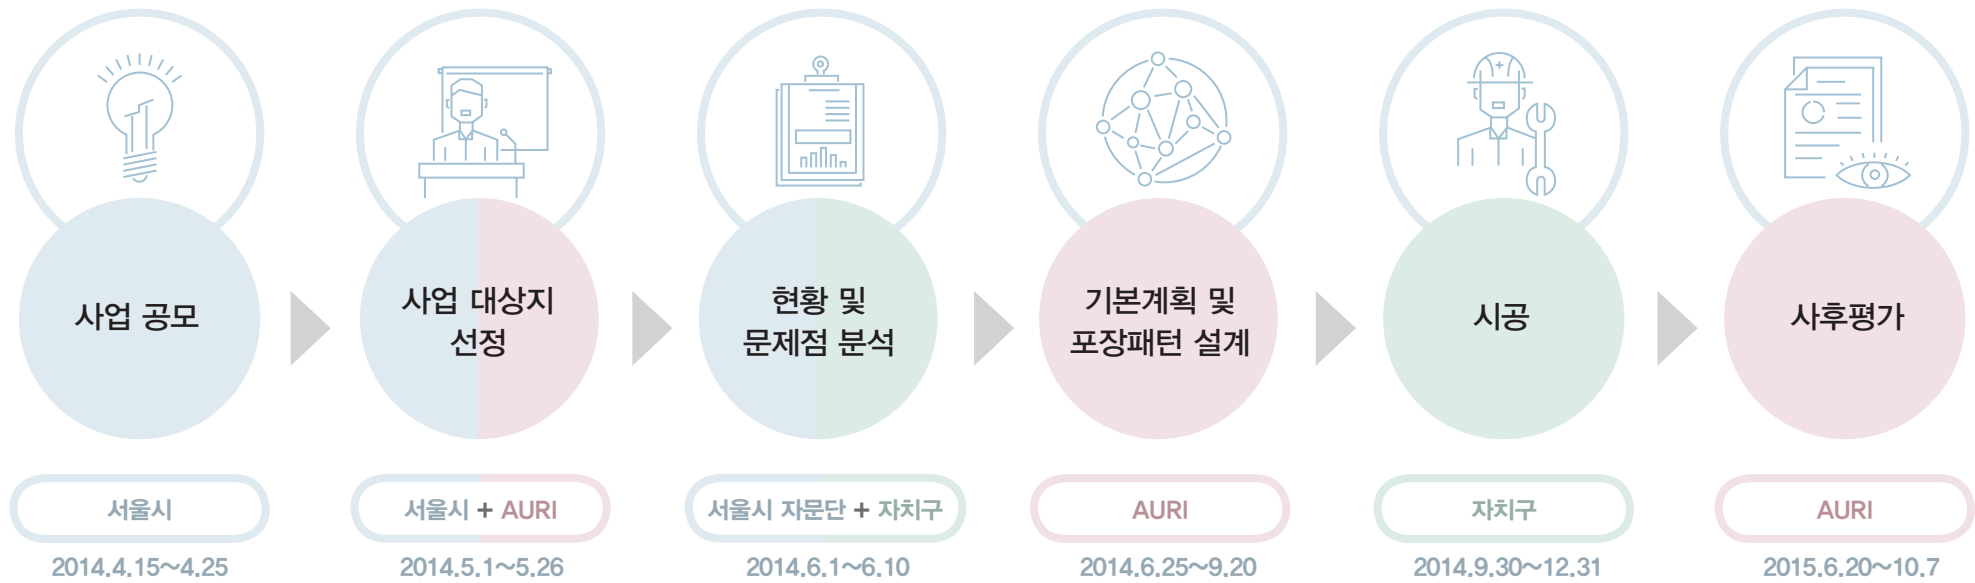 사업 공모
사업 대상지
선정
현황 및
문제점 분석
기본계획 및
포장패턴 설계
시공
사후평가
서울시
서울시 + AURI
서울시 자문단 + 자치구
AURI
자치구
AURI
2014.4.15~4.25
2014.5.1~5.26
2014.6.1~6.10
2014.6.25~9.20
2014.9.30~12.31
2015.6.20~10.7